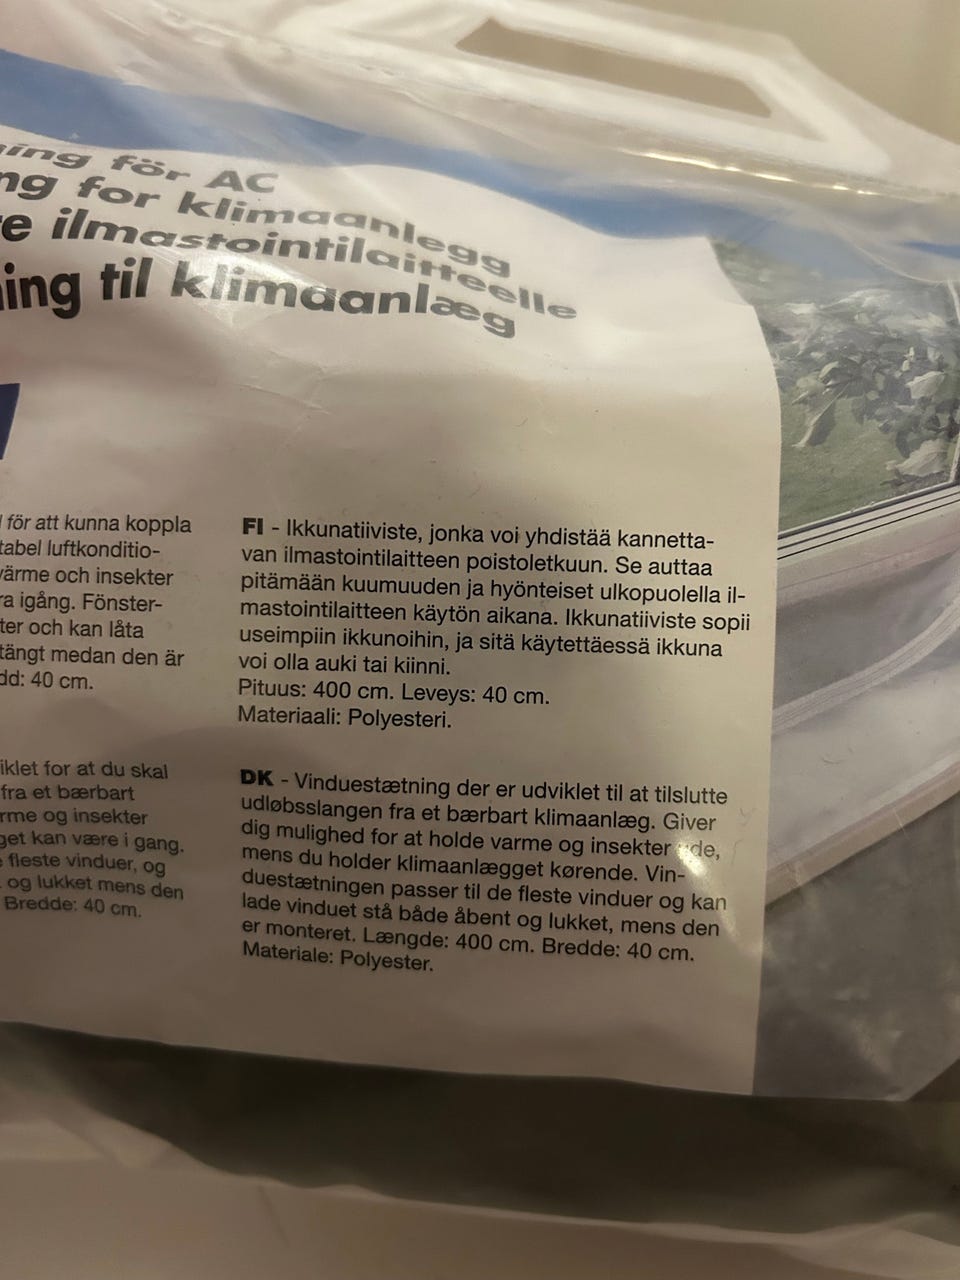 ning för AC
ng for klimaanlegg
e ilmastointilaitteelle
ning til klimaanlæg
för att kunna koppla
tabel luftkonditio-
värme och insekter
ra igång. Fönster-
ter och kan låta
tängt medan den är
dd: 40 cm.
FI - Ikkunatiiviste, jonka voi yhdistää kannetta-
van ilmastointilaitteen poistoletkuun. Se auttaa
pitämään kuumuuden ja hyönteiset ulkopuolella il-
mastointilaitteen käytön aikana. Ikkunatiiviste sopii
useimpiin ikkunoihin, ja sitä käytettäessä ikkuna
voi olla auki tai kiinni.
Pituus: 400 cm. Leveys: 40 cm.
Materiaali: Polyesteri.
iklet for at du skal
fra et bærbart
rme og insekter
get kan være i gang.
fleste vinduer, og
og lukket mens den
Bredde: 40 cm.
DK - Vinduestætning der er udviklet til at tilslutte
udløbsslangen fra et bærbart klimaanlæg. Giver
dig mulighed for at holde varme og insekter ude,
mens du holder klimaanlægget kørende. Vin-
duestætningen passer til de fleste vinduer og kan
lade vinduet stå både åbent og lukket, mens den
er monteret. Længde: 400 cm. Bredde: 40 cm.
Materiale: Polyester.